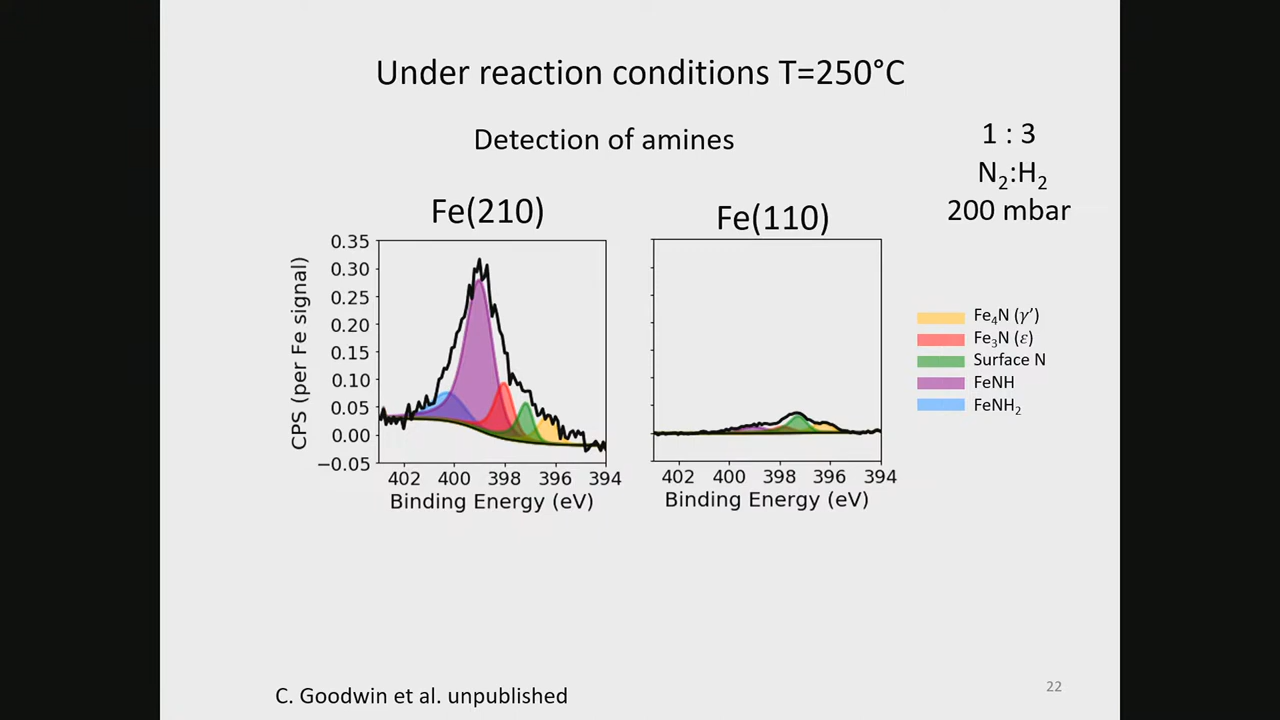 Under reaction conditions T=250°C
Detection of amines
1 : 3
N₂:H₂
200 mbar
Fe(210)
Fe(110)
CPS (per Fe signal)
0.35
0.30
0.25
0.20
0.15
0.10
0.05
0.00
−0.05
402 400 398 396 394
Binding Energy (eV)
402 400 398 396 394
Binding Energy (eV)
Fe₄N (γ′)
Fe₃N (ε)
Surface N
FeNH
FeNH₂
C. Goodwin et al. unpublished
22